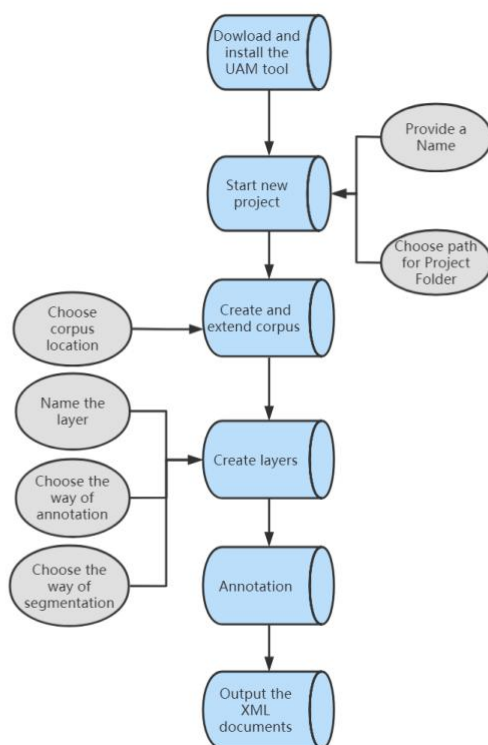 Dowload and
install the
UAM tool
Provide a
Name
Start new
project
Choose path
for Project
Folder
Choose
corpus
location
Create and
extend corpus
Name the
layer
Create layers
Choose the
way of
annotation
Choose the
way of
segmentation
Annotation
Output the
XML
documents